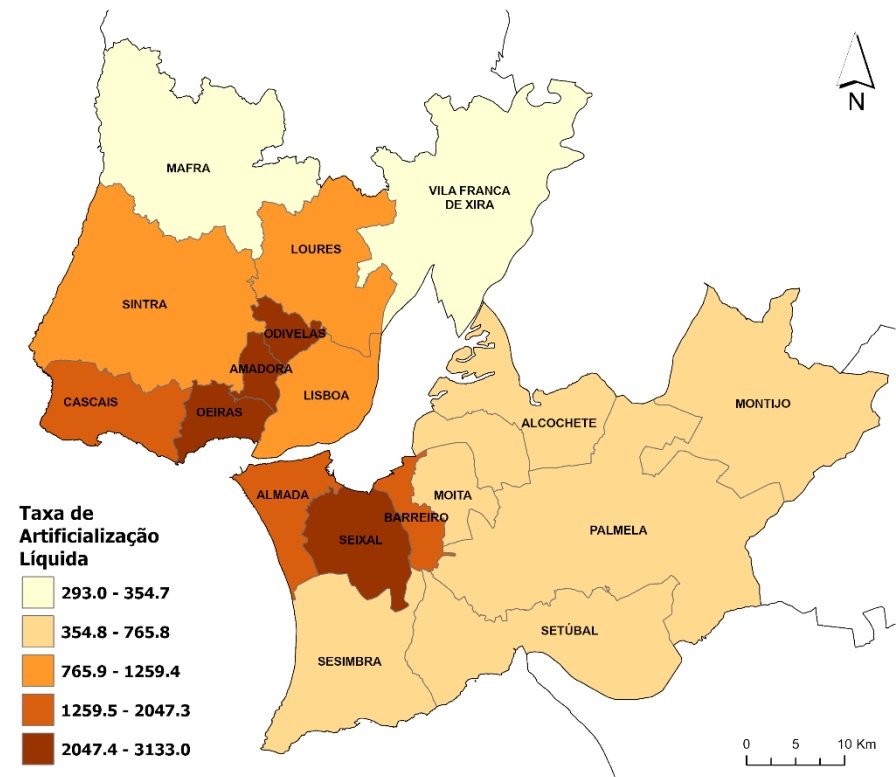 N
MAFRA
VILA FRANCA
DE XIRA
LOURES
SINTRA
ODIVELAS
AMADORA
CASCAIS
OEIRAS
LISBOA
MONTIJO
ALCOCHETE
ALMADA
MOITA
BARREIRO
SEIXAL
PALMELA
SETÚBAL
SESIMBRA
Taxa de
Artificialização
Líquida
293.0 - 354.7
354.8 - 765.8
765.9 - 1259.4
1259.5 - 2047.3
2047.4 - 3133.0
0 5 10 Km